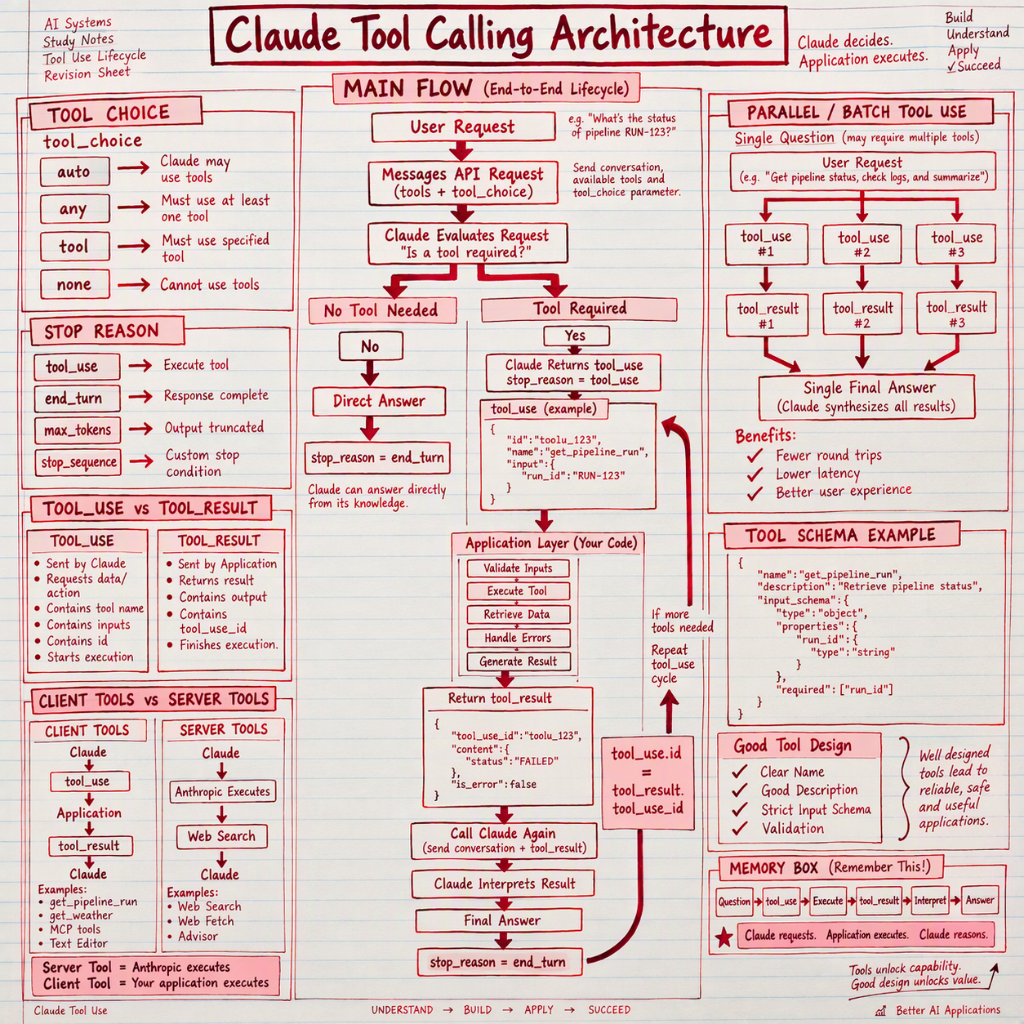 AI Systems
Study Notes
Tool Use Lifecycle
Revision Sheet
Claude Tool Calling Architecture
Claude decides.
Application executes.
Build
Understand
Apply
✓Succeed
TOOL CHOICE
tool_choice
auto → Claude may
use tools
any → Must use at least
one tool
tool → Must use specified
tool
none → Cannot use tools
STOP REASON
tool_use → Execute tool
end_turn → Response complete
max_tokens → Output truncated
stop_sequence → Custom stop
condition
TOOL_USE vs TOOL_RESULT
TOOL_USE
• Sent by Claude
• Requests data/
action
• Contains tool name
• Contains inputs
• Contains id
• Starts execution
TOOL_RESULT
• Sent by Application
• Returns result
• Contains output
• Contains
tool_use_id
• Finishes execution.
CLIENT TOOLS vs SERVER TOOLS
CLIENT TOOLS
Claude
tool_use
Application
tool_result
Claude
Examples:
• get_pipeline_run
• get_weather
• MCP tools
• Text Editor
SERVER TOOLS
Claude
Anthropic Executes
Web Search
Claude
Examples:
• Web Search
• Web Fetch
• Advisor
Server Tool = Anthropic executes
Client Tool = Your application executes
MAIN FLOW (End-to-End Lifecycle)
User Request
e.g. "What's the status
of pipeline RUN-123?"
Messages API Request
(tools + tool_choice)
Send conversation,
available tools and
tool_choice parameter.
Claude Evaluates Request
"Is a tool required?"
No Tool Needed
No
Direct Answer
stop_reason = end_turn
Claude can answer directly
from its knowledge.
Tool Required
Yes
Claude Returns tool_use
stop_reason = tool_use
tool_use (example)
{
"id":"toolu_123",
"name":"get_pipeline_run",
"input":{
"run_id":"RUN-123"
}
}
Application Layer (Your Code)
Validate Inputs
Execute Tool
Retrieve Data
Handle Errors
Generate Result
If more
tools needed
Repeat
tool_use
cycle
Return tool_result
{
"tool_use_id":"toolu_123",
"content":{
"status":"FAILED"
},
"is_error":false
}
tool_use.id
=
tool_result.
tool_use_id
Call Claude Again
(send conversation + tool_result)
Claude Interprets Result
Final Answer
stop_reason = end_turn
PARALLEL / BATCH TOOL USE
Single Question (may require multiple tools)
User Request
(e.g. "Get pipeline status, check logs, and summarize")
tool_use
#1
tool_use
#2
tool_use
#3
tool_result
#1
tool_result
#2
tool_result
#3
Single Final Answer
(Claude synthesizes all results)
Benefits:
✓ Fewer round trips
✓ Lower latency
✓ Better user experience
TOOL SCHEMA EXAMPLE
{
"name":"get_pipeline_run",
"description":"Retrieve pipeline status",
"input_schema":{
"type":"object",
"properties":{
"run_id":{
"type":"string"
}
},
"required":["run_id"]
}
}
Good Tool Design
✓ Clear Name
✓ Good Description
✓ Strict Input Schema
✓ Validation
Well designed
tools lead to
reliable, safe
and useful
applications.
MEMORY BOX (Remember This!)
Question → tool_use → Execute → tool_result → Interpret → Answer
★ Claude requests. Application executes. Claude reasons.
Tools unlock capability.
Good design unlocks value.
Claude Tool Use
UNDERSTAND → BUILD → APPLY → SUCCEED
Better AI Applications